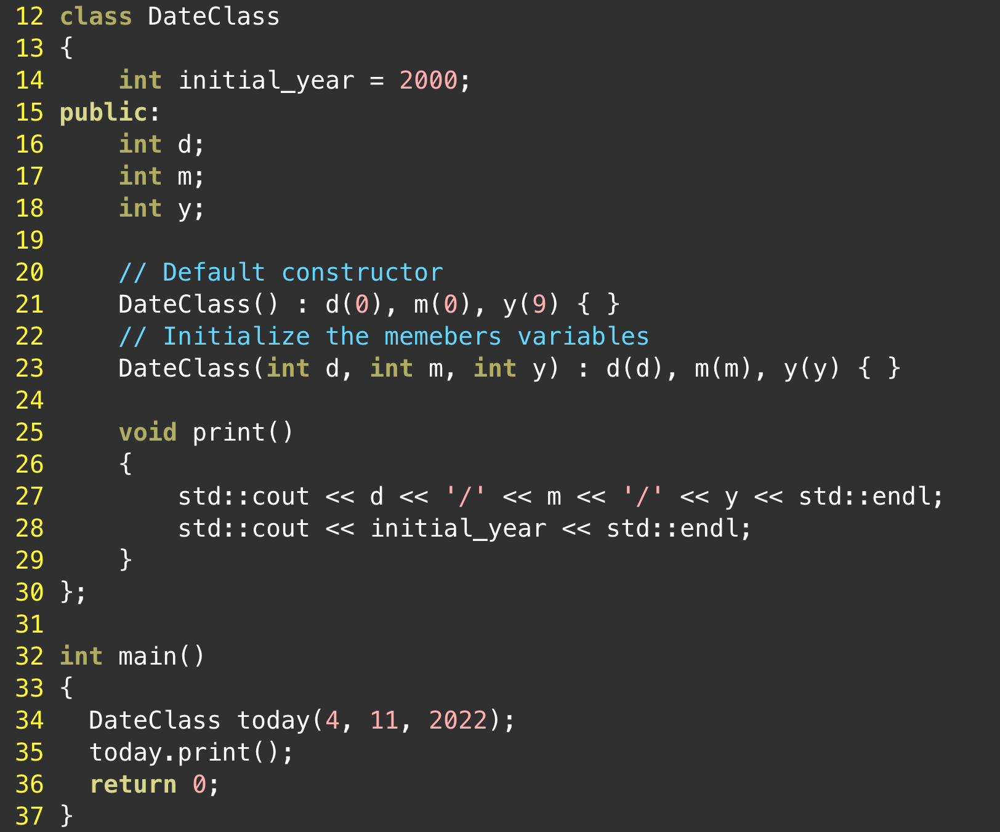 12 class DateClass
13 {
14     int initial_year = 2000;
15 public:
16     int d;
17     int m;
18     int y;
19
20     // Default constructor
21     DateClass() : d(0), m(0), y(9) { }
22     // Initialize the memebers variables
23     DateClass(int d, int m, int y) : d(d), m(m), y(y) { }
24
25     void print()
26     {
27         std::cout << d << '/' << m << '/' << y << std::endl;
28         std::cout << initial_year << std::endl;
29     }
30 };
31
32 int main()
33 {
34   DateClass today(4, 11, 2022);
35   today.print();
36   return 0;
37 }